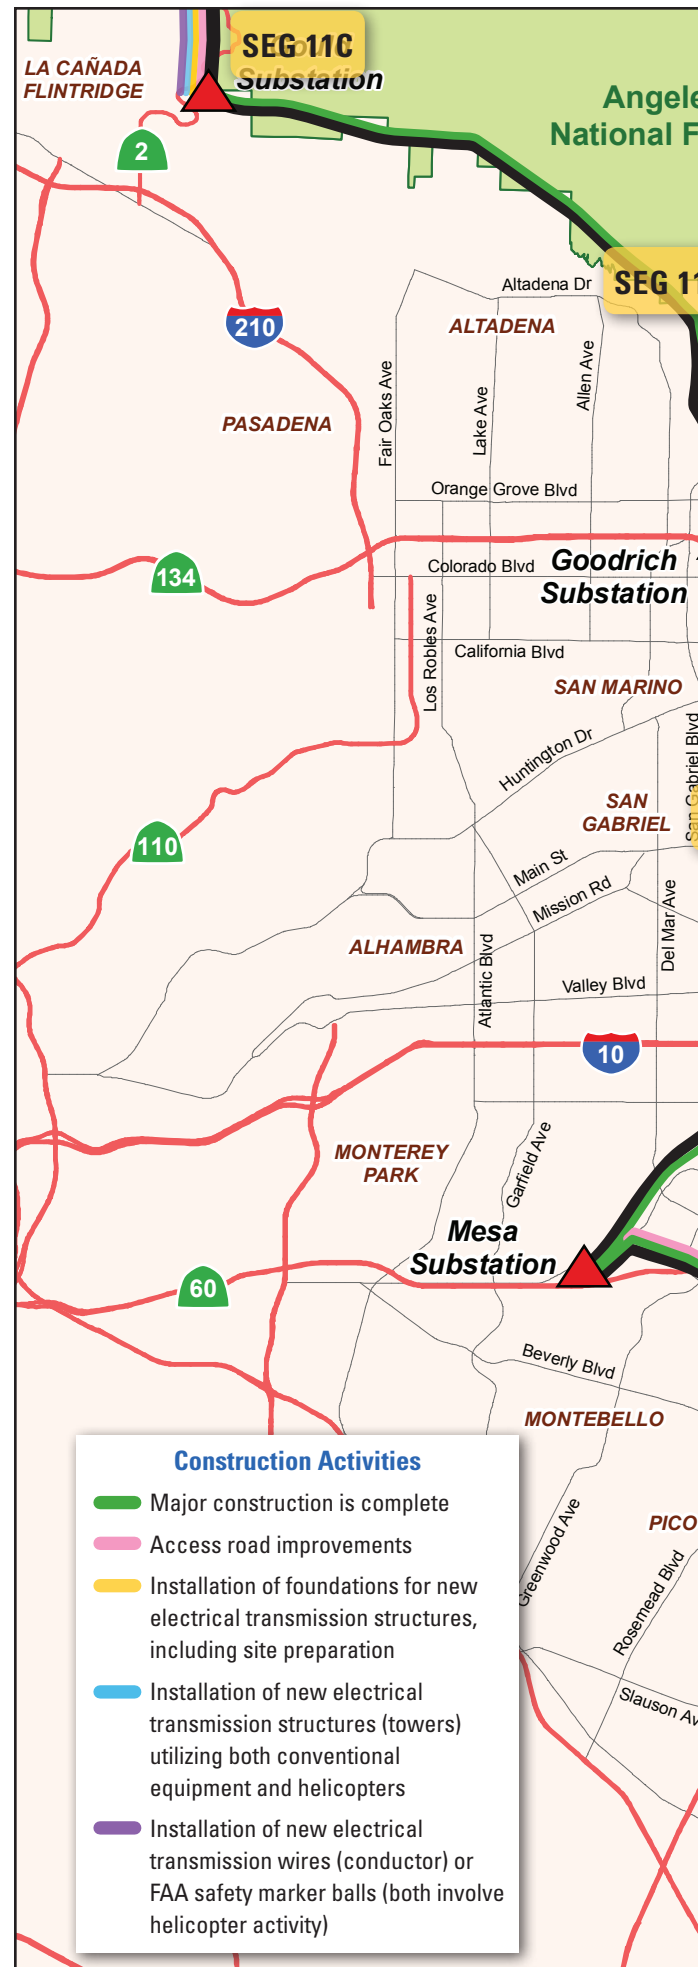 SEG 11C
Gould
Substation
LA CAÑADA
FLINTRIDGE
Angele
National F
2
SEG 11
Altadena Dr
210
ALTADENA
Fair Oaks Ave
Lake Ave
Allen Ave
PASADENA
Orange Grove Blvd
134
Colorado Blvd
Goodrich
Substation
Los Robles Ave
California Blvd
SAN MARINO
Huntington Dr
San Gabriel Blvd
SAN
GABRIEL
110
Main St
Mission Rd
Del Mar Ave
ALHAMBRA
Atlantic Blvd
Valley Blvd
10
MONTEREY
PARK
Garfield Ave
Mesa
Substation
60
Beverly Blvd
MONTEBELLO
Greenwood Ave
PICO
Rosemead Blvd
Slauson Av
Construction Activities
Major construction is complete
Access road improvements
Installation of foundations for new
electrical transmission structures,
including site preparation
Installation of new electrical
transmission structures (towers)
utilizing both conventional
equipment and helicopters
Installation of new electrical
transmission wires (conductor) or
FAA safety marker balls (both involve
helicopter activity)